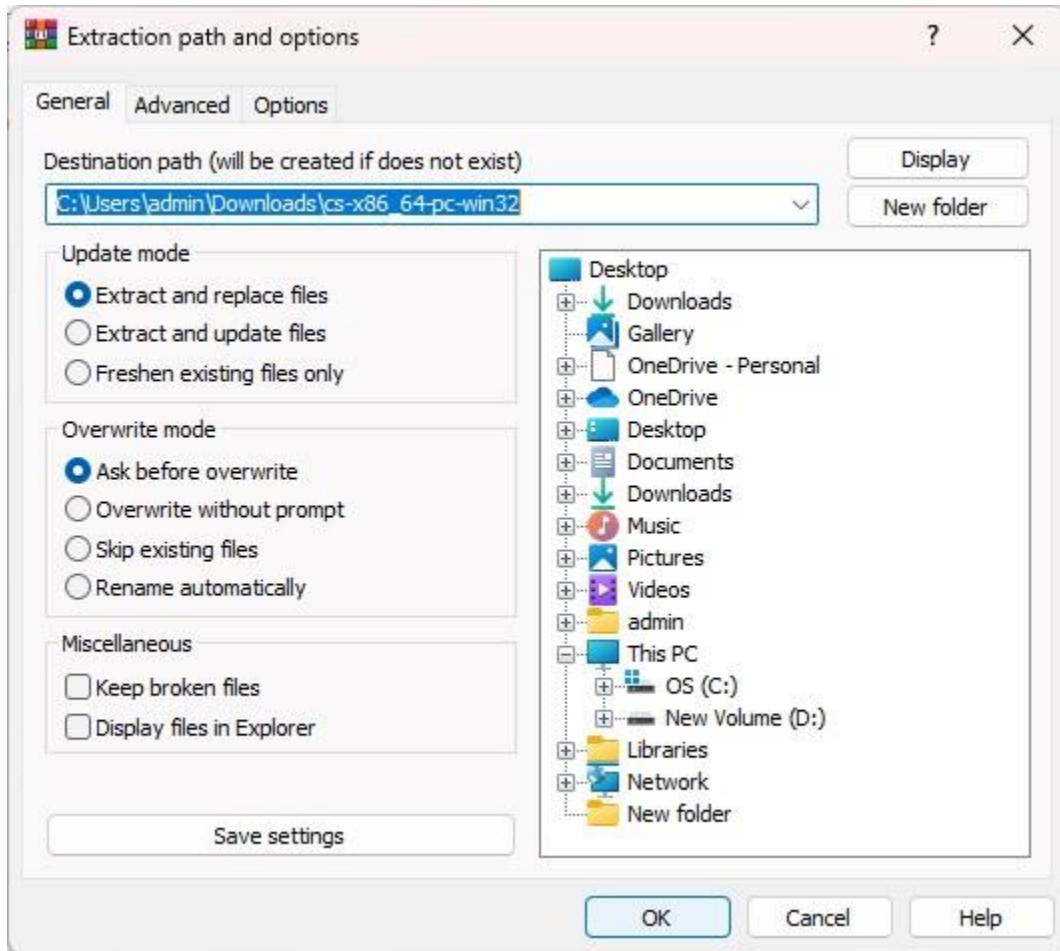 Extraction path and options
General Advanced Options
Destination path (will be created if does not exist)
Display
C:\Users\admin\Downloads\cs-x86_64-pc-win32
New folder
Update mode
Extract and replace files
Extract and update files
Freshen existing files only
Overwrite mode
Ask before overwrite
Overwrite without prompt
Skip existing files
Rename automatically
Miscellaneous
Keep broken files
Display files in Explorer
Save settings
Desktop
Downloads
Gallery
OneDrive - Personal
OneDrive
Desktop
Documents
Downloads
Music
Pictures
Videos
admin
This PC
OS (C:)
New Volume (D:)
Libraries
Network
New folder
OK Cancel Help